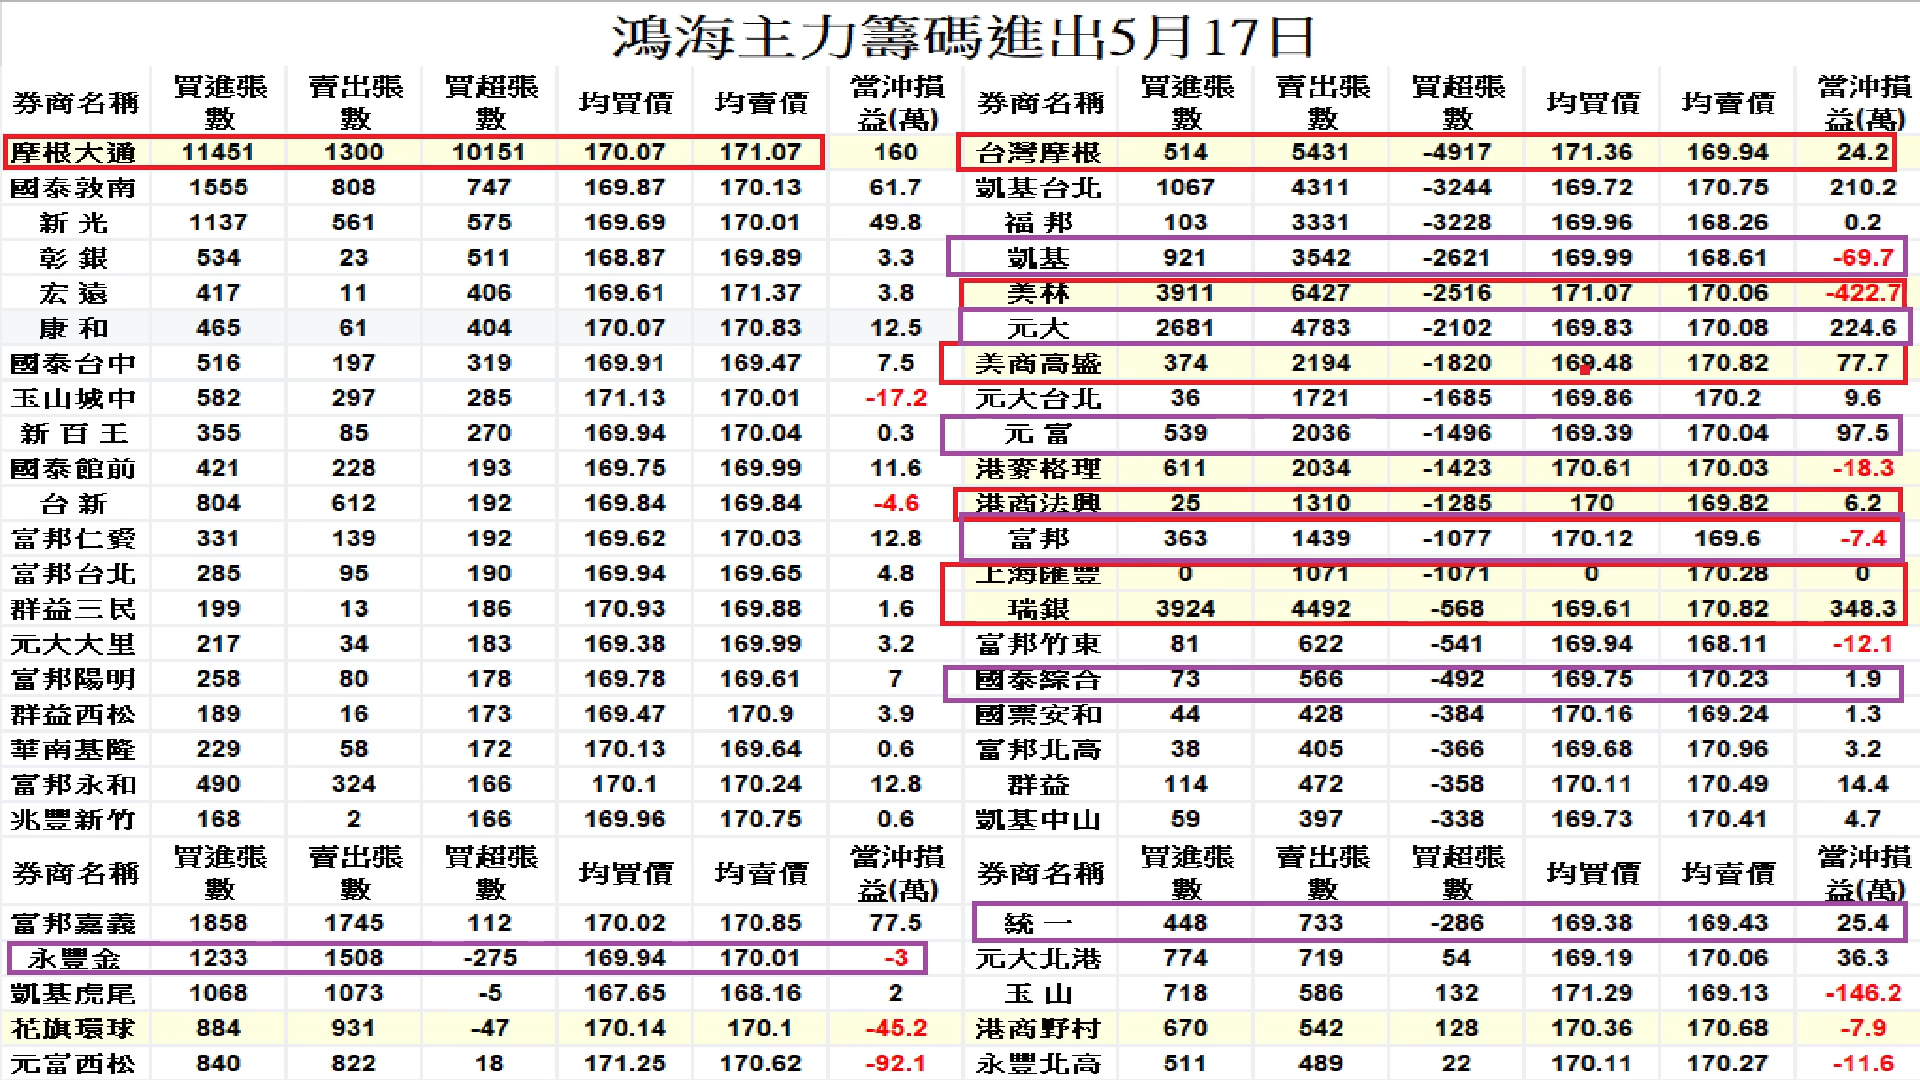 鴻海主力籌碼進出5月17日
券商名稱 買進張數 賣出張數 買超張數 均買價 均賣價 當沖損益(萬) 券商名稱 買進張數 賣出張數 買超張數 均買價 均賣價 當沖損益(萬)
摩根大通 11451 1300 10151 170.07 171.07 160 台灣摩根 514 5431 -4917 171.36 169.94 24.2
國泰敦南 1555 808 747 169.87 170.13 61.7 凱基台北 1067 4311 -3244 169.72 170.75 210.2
新光 1137 561 575 169.69 170.01 49.8 福邦 103 3331 -3228 169.96 168.26 0.2
彰銀 534 23 511 168.87 169.89 3.3 凱基 921 3542 -2621 169.99 168.61 -69.7
宏遠 417 11 406 169.61 171.37 3.8 美林 3911 6427 -2516 171.07 170.06 -422.7
康和 465 61 404 170.07 170.83 12.5 元大 2681 4783 -2102 169.83 170.08 224.6
國泰台中 516 197 319 169.91 169.47 7.5 美商高盛 374 2194 -1820 169.48 170.82 77.7
玉山城中 582 297 285 171.13 170.01 -17.2 元大台北 36 1721 -1685 169.86 170.2 9.6
新百王 355 85 270 169.94 170.04 0.3 元富 539 2036 -1496 169.39 170.04 97.5
國泰館前 421 228 193 169.75 169.99 11.6 港麥格理 611 2034 -1423 170.61 170.03 -18.3
台新 804 612 192 169.84 169.84 -4.6 港商法興 25 1310 -1285 170 169.82 6.2
富邦仁愛 331 139 192 169.62 170.03 12.8 富邦 363 1439 -1077 170.12 169.6 -7.4
富邦台北 285 95 190 169.94 169.65 4.8 上海匯豐 0 1071 -1071 0 170.28 0
群益三民 199 13 186 170.93 169.88 1.6 瑞銀 3924 4492 -568 169.61 170.82 348.3
元大大里 217 34 183 169.38 169.99 3.2 富邦竹東 81 622 -541 169.94 168.11 -12.1
富邦陽明 258 80 178 169.78 169.61 7 國泰綜合 73 566 -492 169.75 170.23 1.9
群益西松 189 16 173 169.47 170.9 3.9 國票安和 44 428 -384 170.16 169.24 1.3
華南基隆 229 58 172 170.13 169.64 0.6 富邦北高 38 405 -366 169.68 170.96 3.2
富邦永和 490 324 166 170.1 170.24 12.8 群益 114 472 -358 170.11 170.49 14.4
兆豐新竹 168 2 166 169.96 170.75 0.6 凱基中山 59 397 -338 169.73 170.41 4.7
券商名稱 買進張數 賣出張數 買超張數 均買價 均賣價 當沖損益(萬) 券商名稱 買進張數 賣出張數 買超張數 均買價 均賣價 當沖損益(萬)
富邦嘉義 1858 1745 112 170.02 170.85 77.5 統一 448 733 -286 169.38 169.43 25.4
永豐金 1233 1508 -275 169.94 170.01 -3 元大北港 774 719 54 169.19 170.06 36.3
凱基虎尾 1068 1073 -5 167.65 168.16 2 玉山 718 586 132 171.29 169.13 -146.2
花旗環球 884 931 -47 170.14 170.1 -45.2 港商野村 670 542 128 170.36 170.68 -7.9
元富西松 840 822 18 171.25 170.62 -92.1 永豐北高 511 489 22 170.11 170.27 -11.6